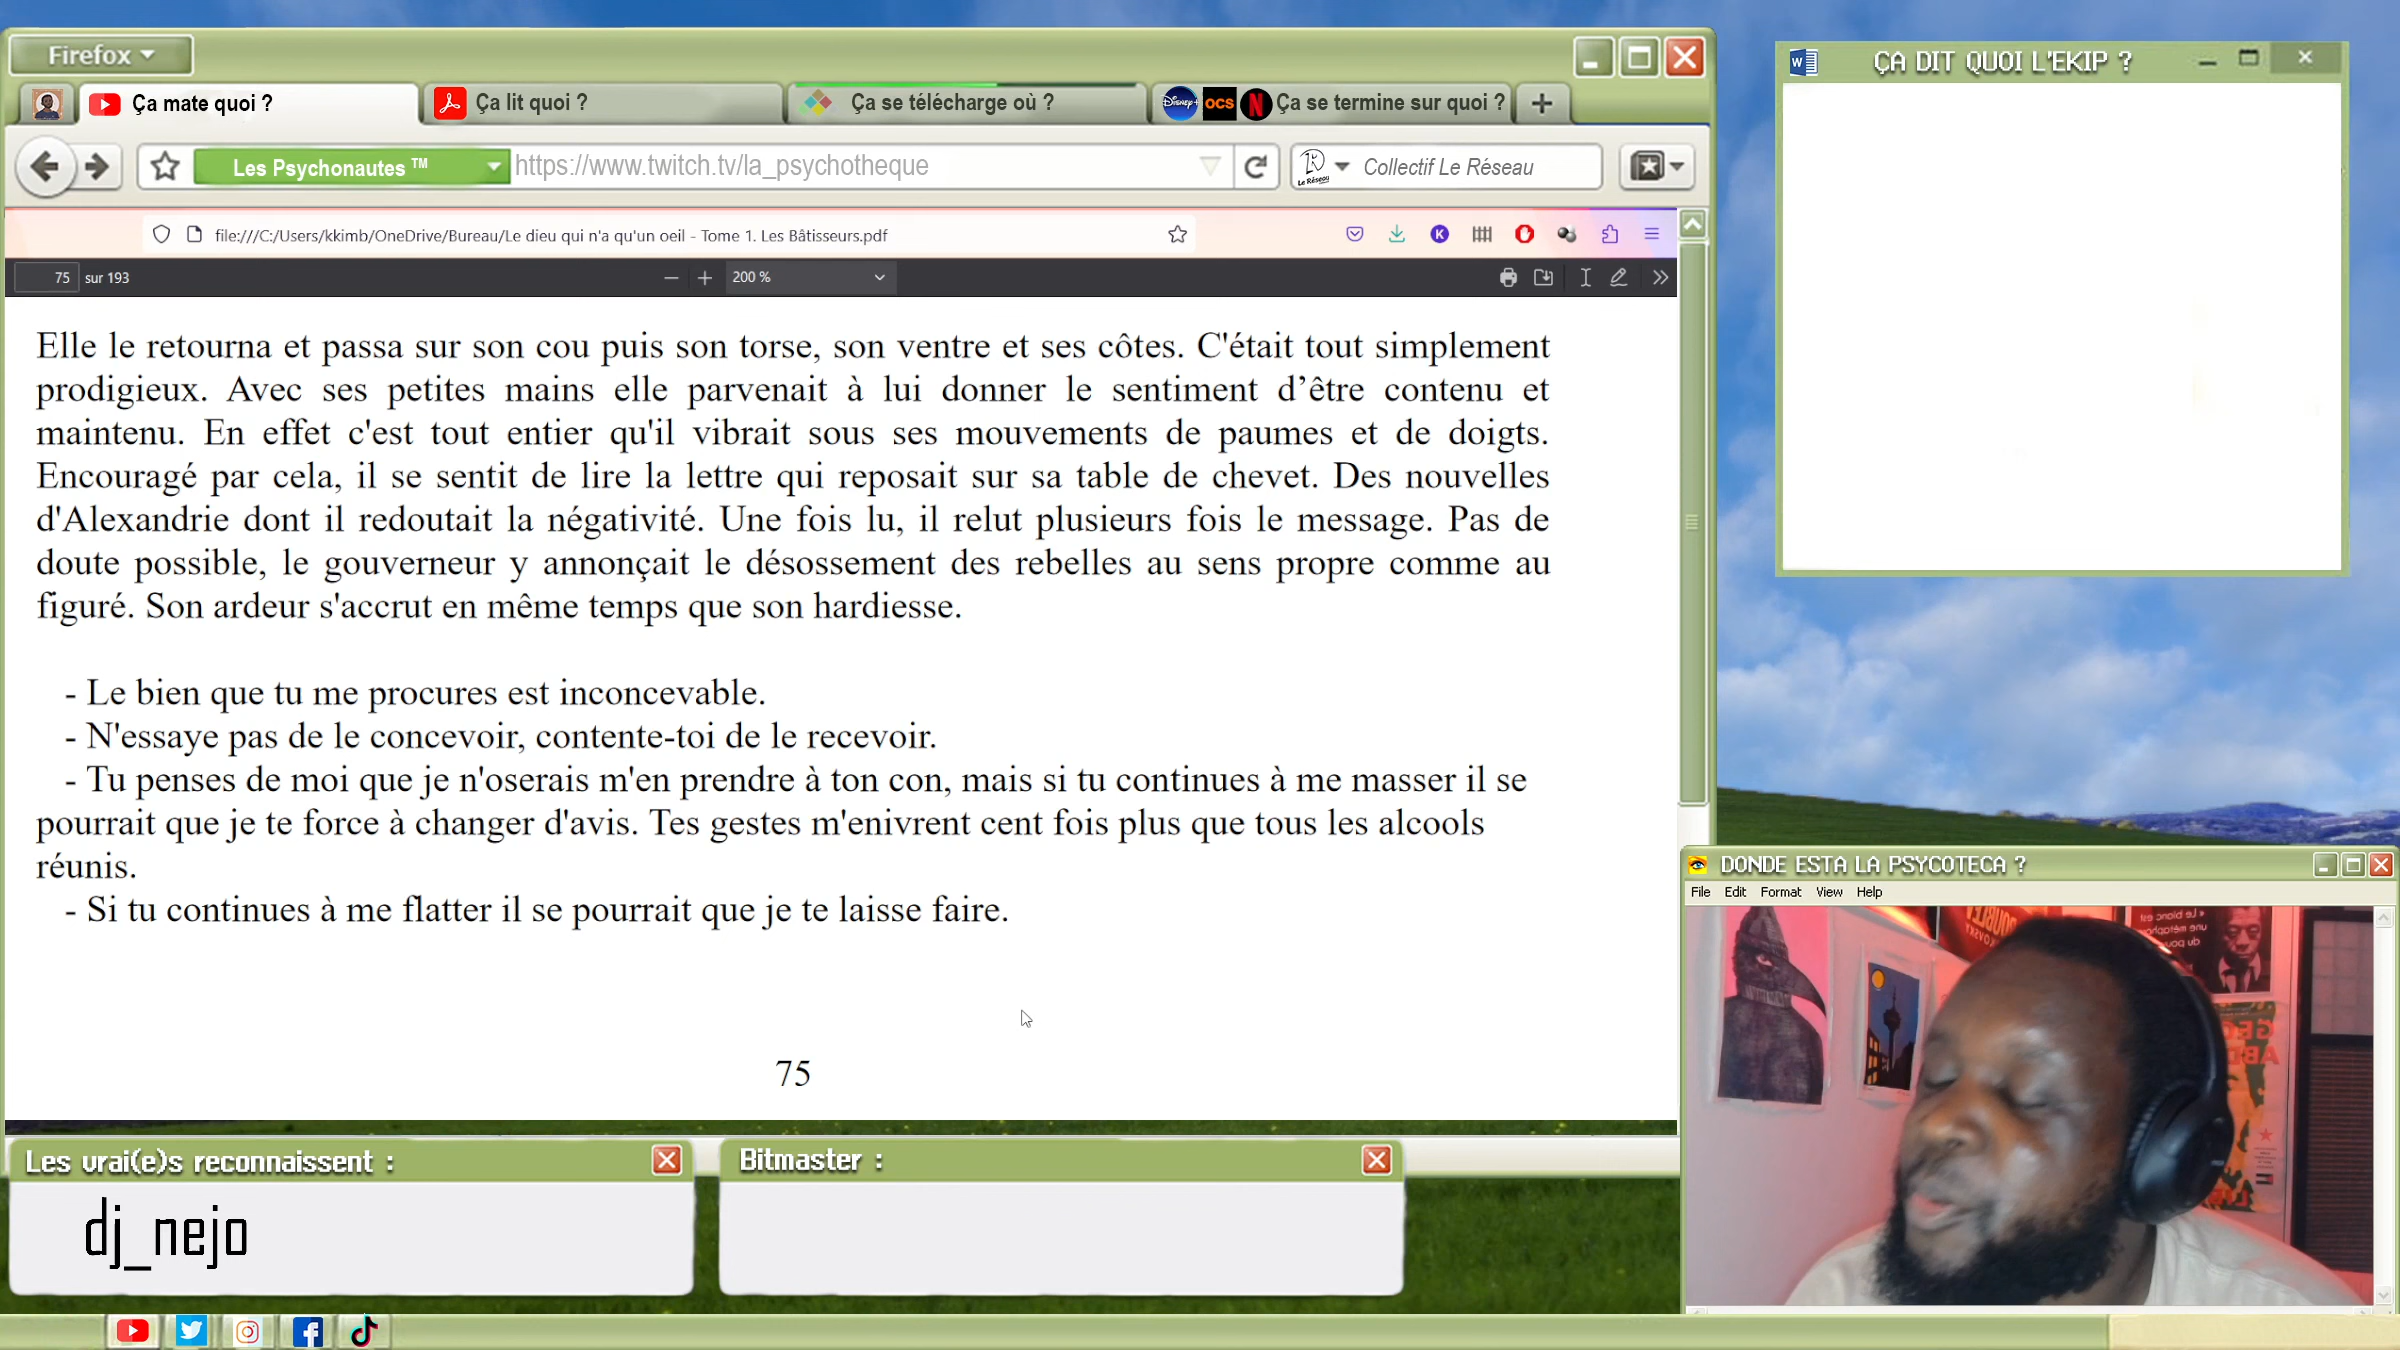 Firefox
Ça mate quoi ?
Ça lit quoi ?
Ça se télécharge où ?
Disney+
OCS
N
Ça se termine sur quoi ?
Les Psychonautes ™
https://www.twitch.tv/la_psychotheque
Le Réseau
Collectif Le Réseau
file:///C:/Users/kkimb/OneDrive/Bureau/Le dieu qui n'a qu'un oeil - Tome 1. Les Bâtisseurs.pdf
K
75 sur 193
200 %
Elle le retourna et passa sur son cou puis son torse, son ventre et ses côtes. C'était tout simplement
prodigieux. Avec ses petites mains elle parvenait à lui donner le sentiment d’être contenu et
maintenu. En effet c'est tout entier qu'il vibrait sous ses mouvements de paumes et de doigts.
Encouragé par cela, il se sentit de lire la lettre qui reposait sur sa table de chevet. Des nouvelles
d'Alexandrie dont il redoutait la négativité. Une fois lu, il relut plusieurs fois le message. Pas de
doute possible, le gouverneur y annonçait le désossement des rebelles au sens propre comme au
figuré. Son ardeur s'accrut en même temps que son hardiesse.
- Le bien que tu me procures est inconcevable.
- N'essaye pas de le concevoir, contente-toi de le recevoir.
- Tu penses de moi que je n'oserais m'en prendre à ton con, mais si tu continues à me masser il se
pourrait que je te force à changer d'avis. Tes gestes m'enivrent cent fois plus que tous les alcools
réunis.
- Si tu continues à me flatter il se pourrait que je te laisse faire.
75
ÇA DIT QUOI L'EKIP ?
DONDE ESTA LA PSYCOTECA ?
File Edit Format View Help
« Le blanc est
une métaphore
du pouvoir
Les vrai(e)s reconnaissent :
dj_nejo
Bitmaster :